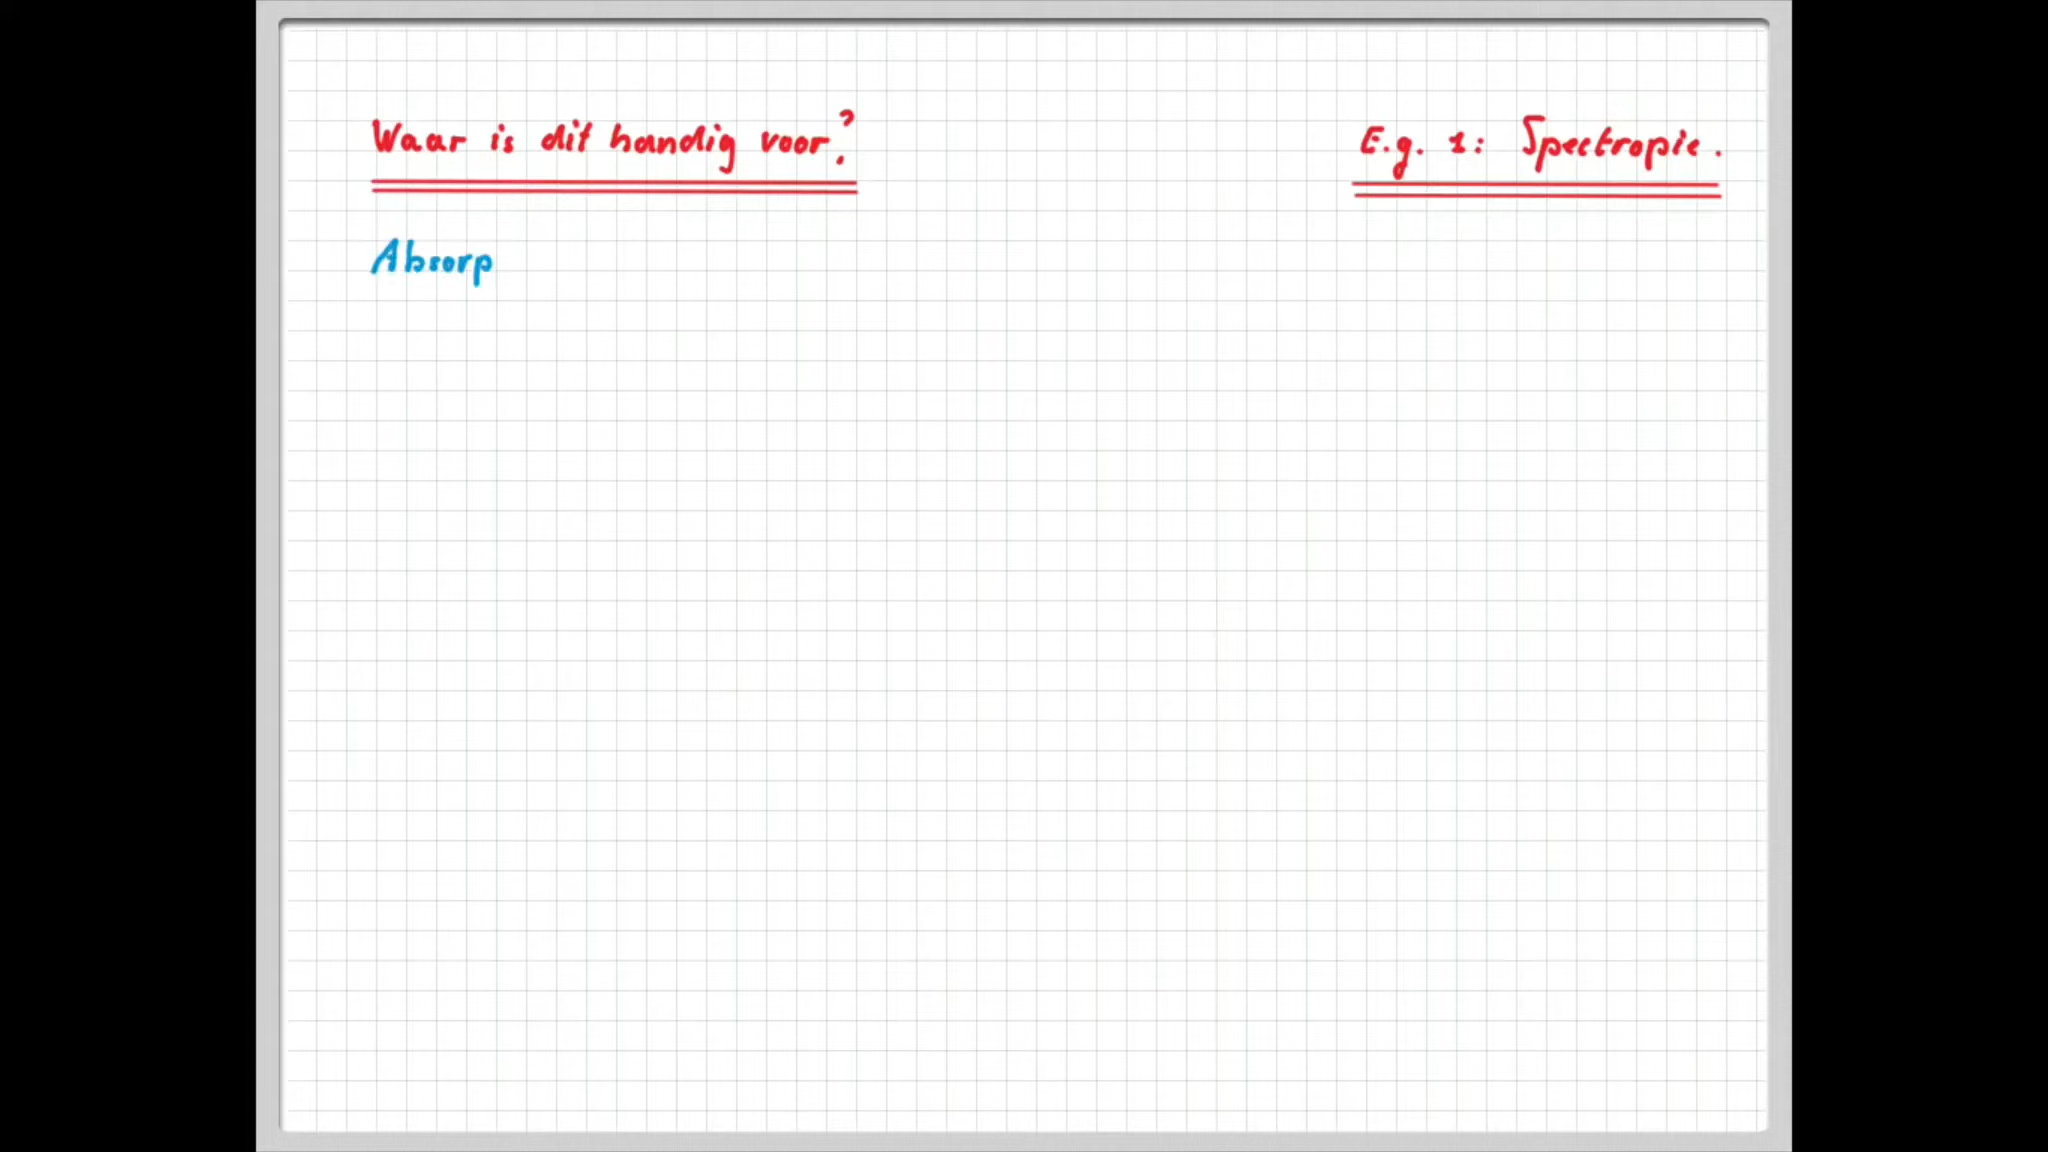 Waar is dit handig voor?
E.g. 1: Spectropie.
Absorp